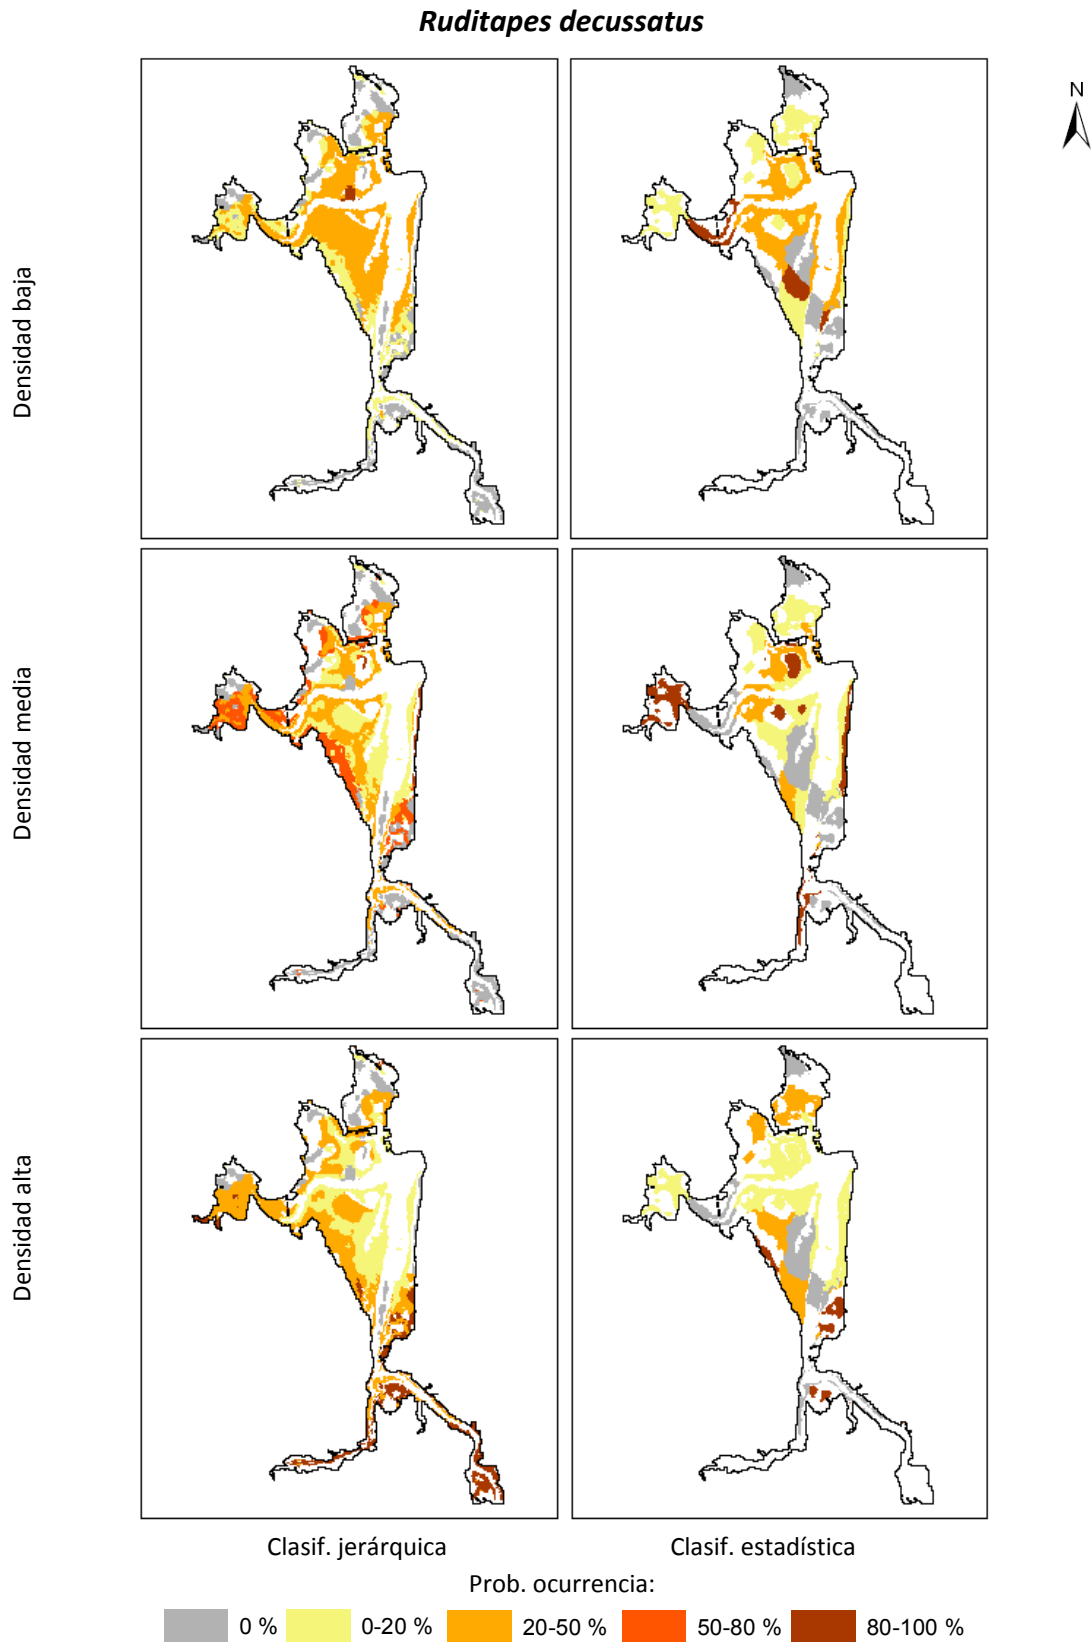 Ruditapes decussatus
N
Densidad baja
Densidad media
Densidad alta
Clasif. jerárquica
Clasif. estadística
Prob. ocurrencia:
0 % 0-20 % 20-50 % 50-80 % 80-100 %